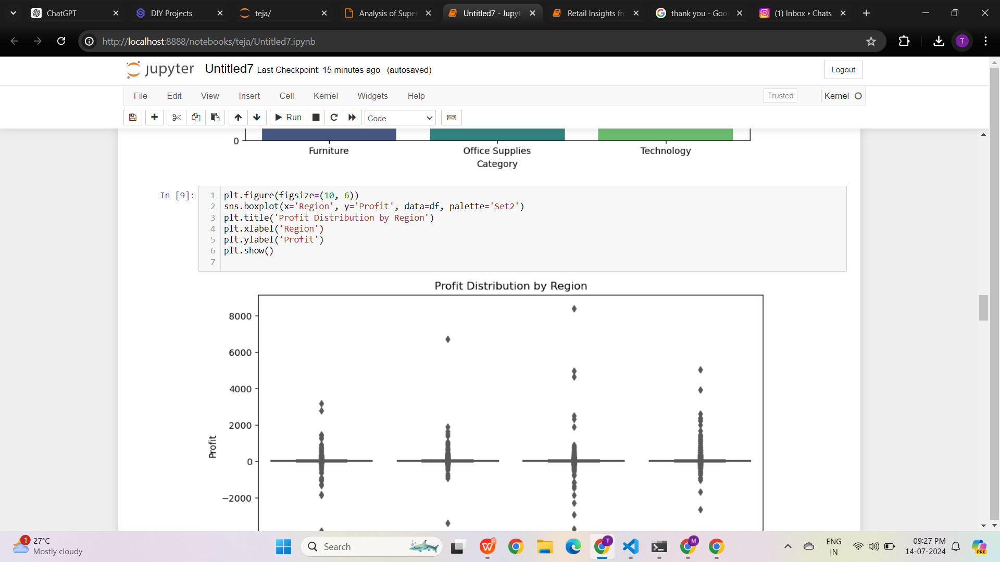 ChatGPT
DIY Projects
teja/
Analysis of Super
Untitled7 - Jupyt
Retail Insights fr
thank you - Goo
(1) Inbox • Chats
http://localhost:8888/notebooks/teja/Untitled7.ipynb
T
jupyter Untitled7 Last Checkpoint: 15 minutes ago (autosaved)
Logout
File Edit View Insert Cell Kernel Widgets Help
Trusted
Kernel
Run
Code
0
Furniture Office Supplies Technology
Category
In [9]:
1 plt.figure(figsize=(10, 6))
2 sns.boxplot(x='Region', y='Profit', data=df, palette='Set2')
3 plt.title('Profit Distribution by Region')
4 plt.xlabel('Region')
5 plt.ylabel('Profit')
6 plt.show()
7
Profit Distribution by Region
8000
6000
4000
2000
Profit
0
−2000
1
27°C
Mostly cloudy
Search
T
M
ENG
IN
09:27 PM
14-07-2024
PRE